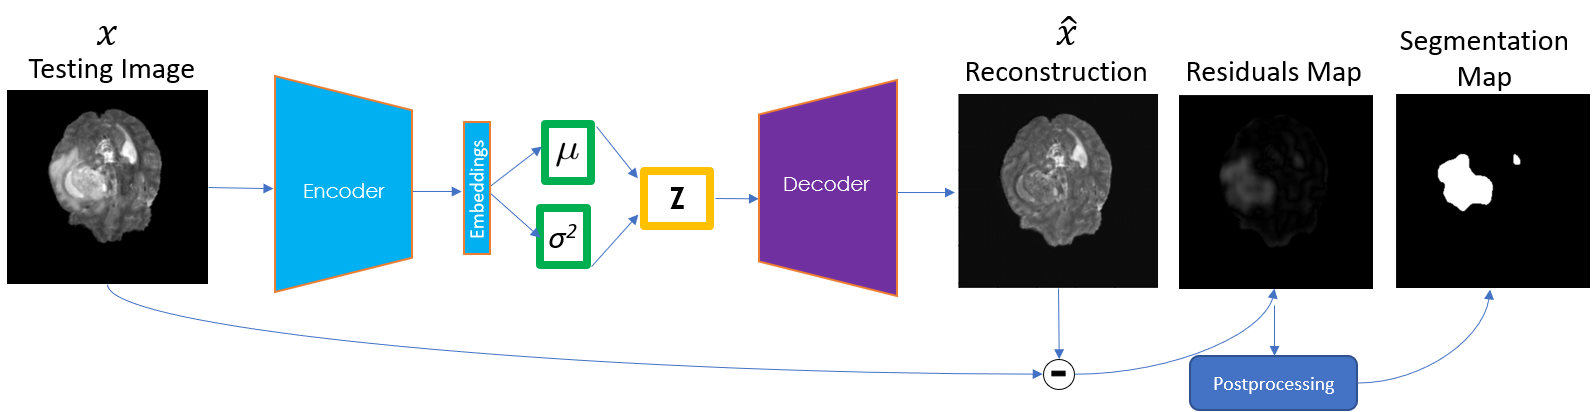 x
Testing Image
Encoder
Embeddings
μ
σ²
Z
Decoder
x̂
Reconstruction
Residuals Map
Segmentation
Map
-
Postprocessing